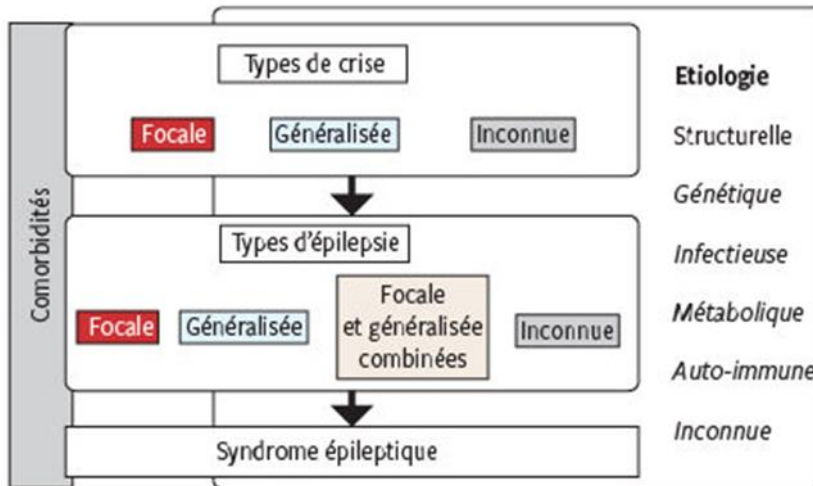 Comorbidités
Types de crise
Focale Généralisée Inconnue
Types d'épilepsie
Focale Généralisée
Focale
et généralisée
combinées
Inconnue
Syndrome épileptique
Etiologie
Structurelle
Génétique
Infectieuse
Métabolique
Auto-immune
Inconnue